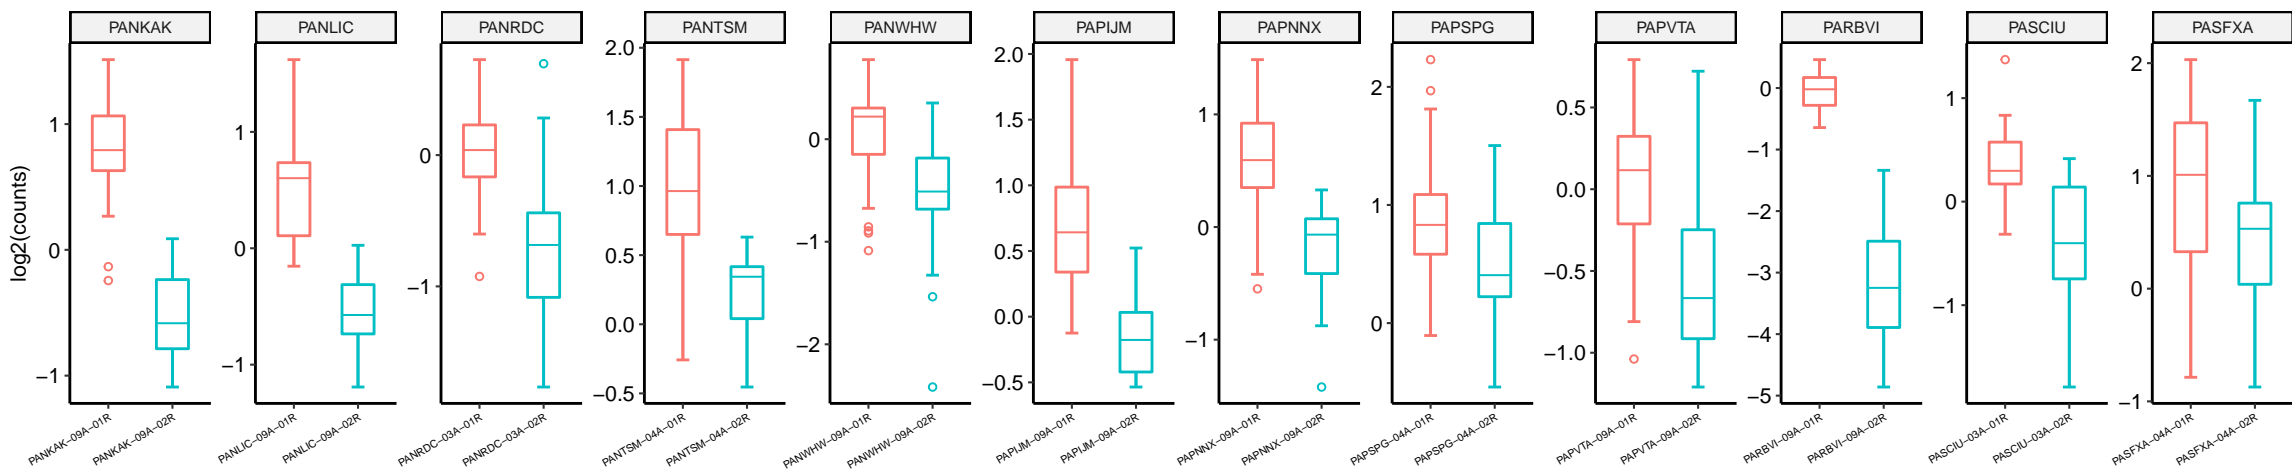 PANKAK
PANLIC
PANRDC
PANTSM
PANWHW
PAPIJM
PAPNNX
PAPSPG
PAPVTA
PARBVI
PASCIU
PASFXA
log2(counts)
1
0
−1
1
0
−1
0
−1
2.0
1.5
1.0
0.5
0.0
−0.5
0
−1
−2
2.0
1.5
1.0
0.5
0.0
−0.5
1
0
−1
2
1
0
0.5
0.0
−0.5
−1.0
0
−1
−2
−3
−4
−5
1
0
−1
2
1
0
−1
PANKAK−09A−01R
PANKAK−09A−02R
PANLIC−09A−01R
PANLIC−09A−02R
PANRDC−03A−01R
PANRDC−03A−02R
PANTSM−04A−01R
PANTSM−04A−02R
PANWHW−09A−01R
PANWHW−09A−02R
PAPIJM−09A−01R
PAPIJM−09A−02R
PAPNNX−09A−01R
PAPNNX−09A−02R
PAPSPG−04A−01R
PAPSPG−04A−02R
PAPVTA−09A−01R
PAPVTA−09A−02R
PARBVI−09A−01R
PARBVI−09A−02R
PASCIU−03A−01R
PASCIU−03A−02R
PASFXA−04A−01R
PASFXA−04A−02R